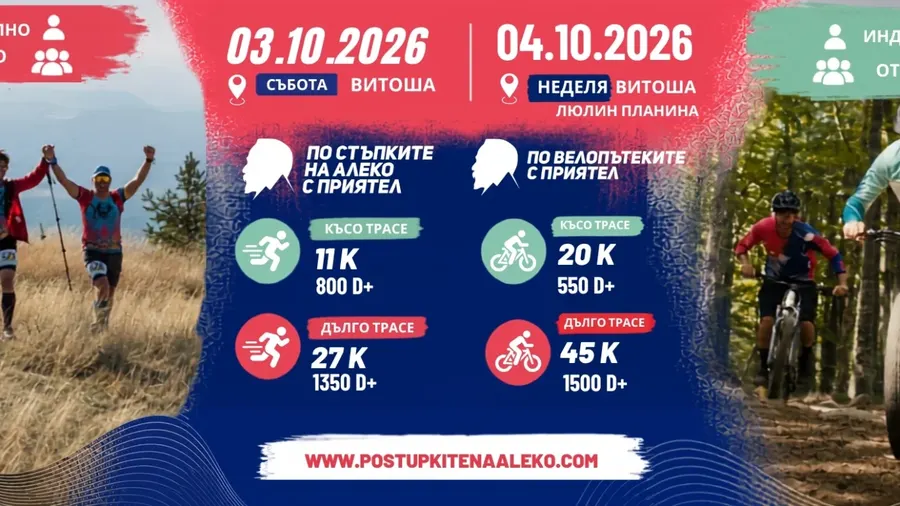 03.10.2026
СЪБОТА ВИТОША
04.10.2026
НЕДЕЛЯ ВИТОША
ЛЮЛИН ПЛАНИНА
ПО СТЪПКИТЕ
НА АЛЕКО
С ПРИЯТЕЛ
КЪСО ТРАСЕ
11 K
800 D+
ДЪЛГО ТРАСЕ
27 K
1350 D+
ПО ВЕЛОПЪТЕКИТЕ
С ПРИЯТЕЛ
КЪСО ТРАСЕ
20 K
550 D+
ДЪЛГО ТРАСЕ
45 K
1500 D+
WWW.POSTUPKITENAALEKO.COM